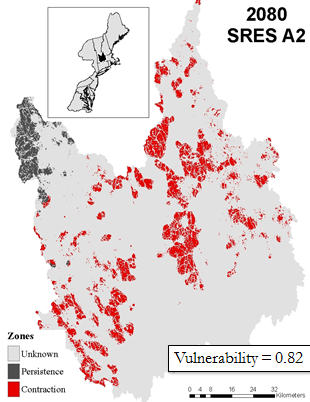 2080
SRES A2
Zones
Unknown
Persistence
Contraction
Vulnerability = 0.82
0 4 8 16 24 32
Kilometers